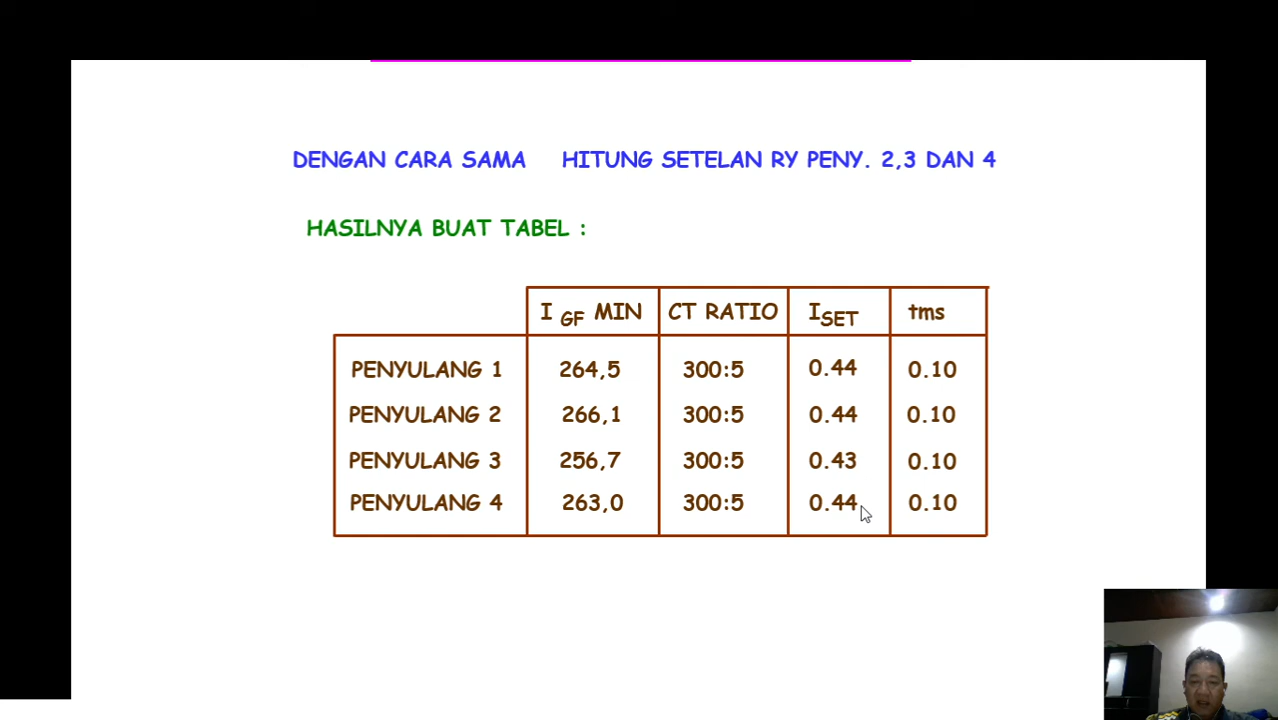 DENGAN CARA SAMA HITUNG SETELAN RY PENY. 2,3 DAN 4
HASILNYA BUAT TABEL :
I GF MIN CT RATIO ISET tms
PENYULANG 1 264,5 300:5 0.44 0.10
PENYULANG 2 266,1 300:5 0.44 0.10
PENYULANG 3 256,7 300:5 0.43 0.10
PENYULANG 4 263,0 300:5 0.44 0.10